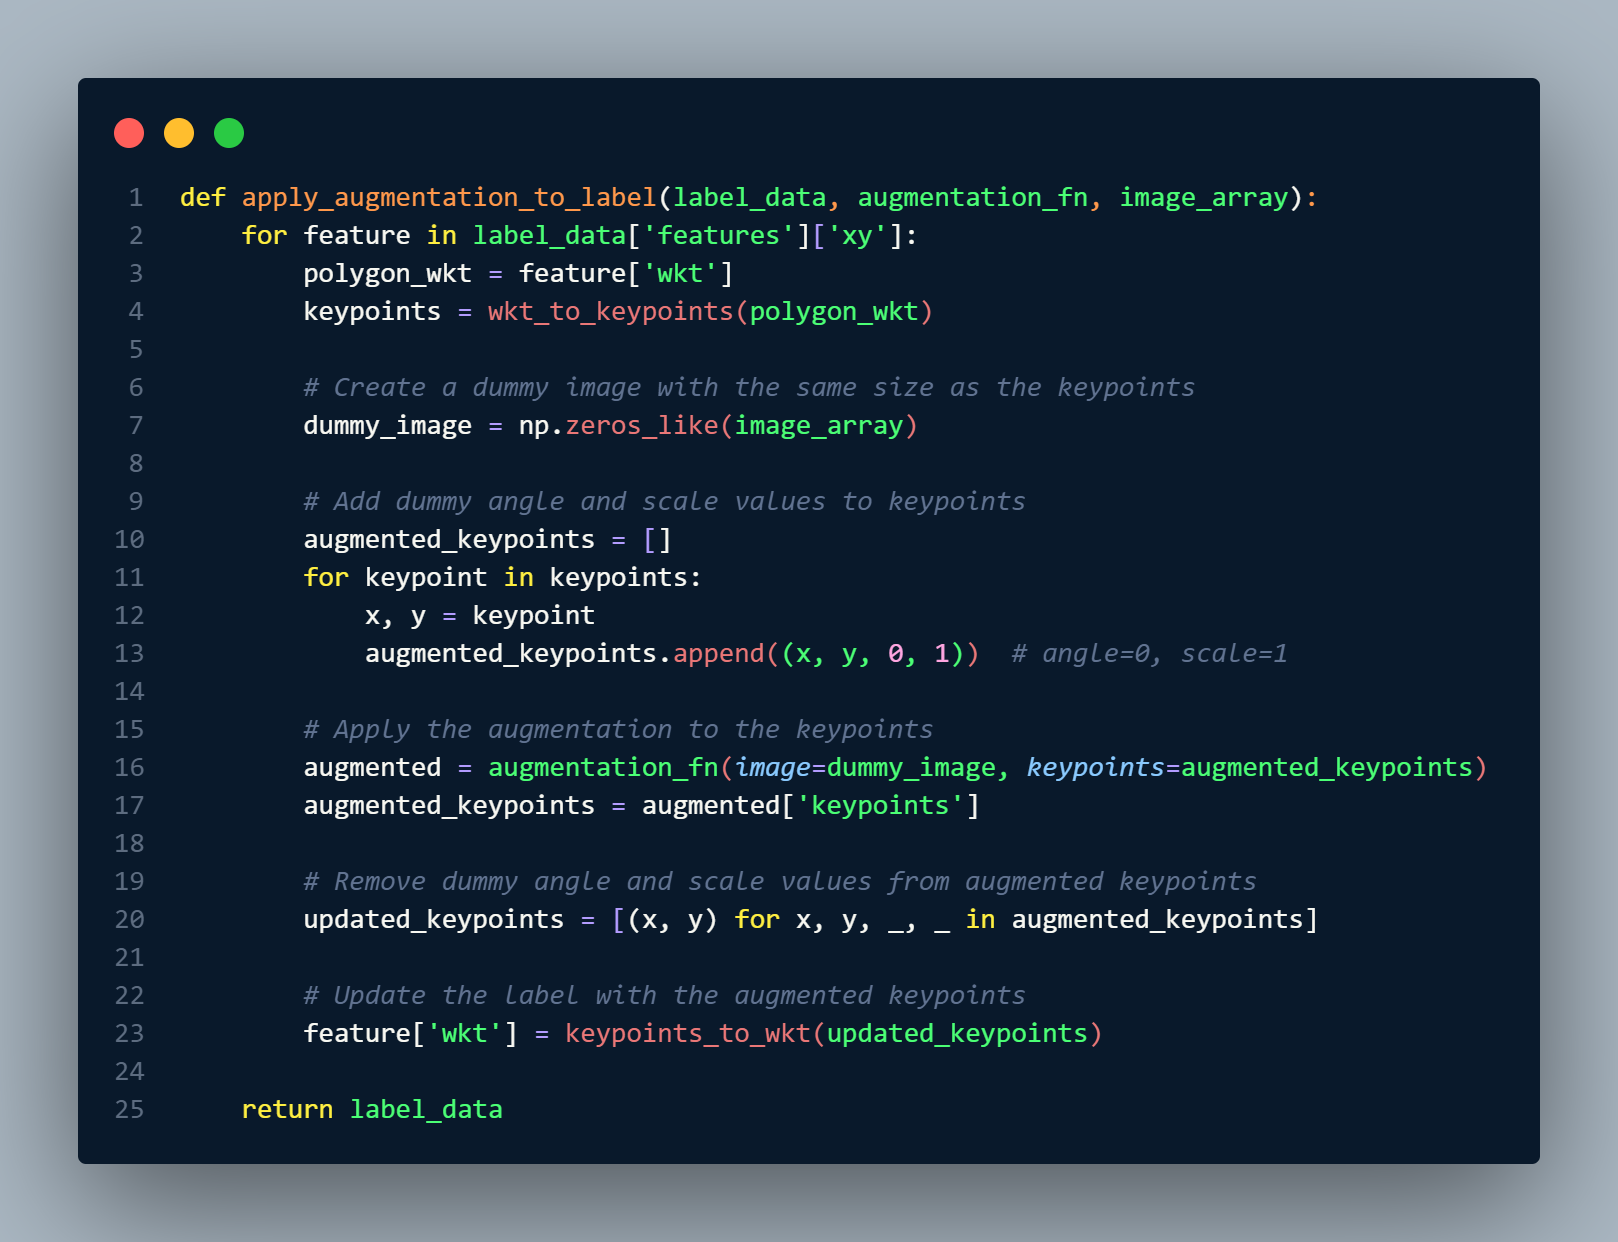 1 def apply_augmentation_to_label(label_data, augmentation_fn, image_array):
2     for feature in label_data['features']['xy']:
3         polygon_wkt = feature['wkt']
4         keypoints = wkt_to_keypoints(polygon_wkt)
5
6         # Create a dummy image with the same size as the keypoints
7         dummy_image = np.zeros_like(image_array)
8
9         # Add dummy angle and scale values to keypoints
10         augmented_keypoints = []
11         for keypoint in keypoints:
12             x, y = keypoint
13             augmented_keypoints.append((x, y, 0, 1))  # angle=0, scale=1
14
15         # Apply the augmentation to the keypoints
16         augmented = augmentation_fn(image=dummy_image, keypoints=augmented_keypoints)
17         augmented_keypoints = augmented['keypoints']
18
19         # Remove dummy angle and scale values from augmented keypoints
20         updated_keypoints = [(x, y) for x, y, _, _ in augmented_keypoints]
21
22         # Update the label with the augmented keypoints
23         feature['wkt'] = keypoints_to_wkt(updated_keypoints)
24
25     return label_data